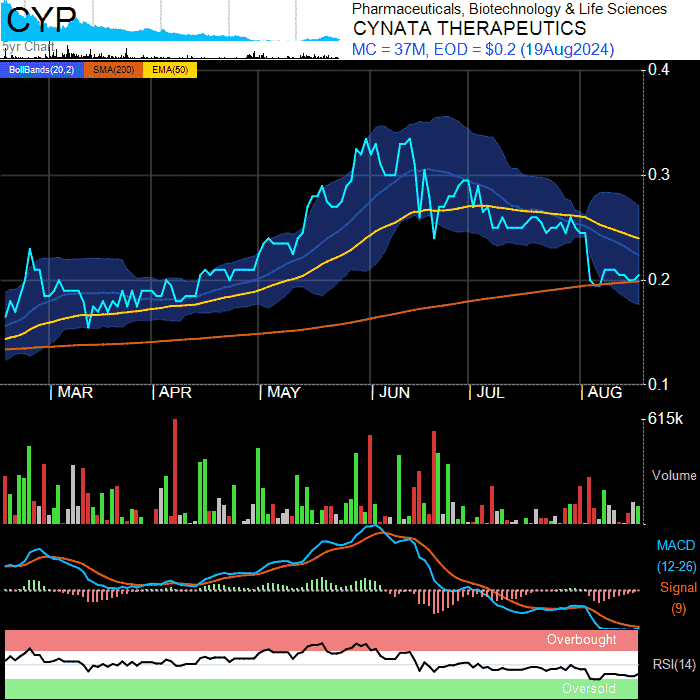 CYP
5yr Chart
Pharmaceuticals, Biotechnology & Life Sciences
CYNATA THERAPEUTICS
MC = 37M, EOD = $0.2 (19Aug2024)
BollBands(20,2) SMA(200) EMA(50)
0.4
0.3
0.2
0.1
MAR APR MAY JUN JUL AUG
615k
Volume
MACD
(12-26)
Signal
(9)
Overbought
RSI(14)
Oversold